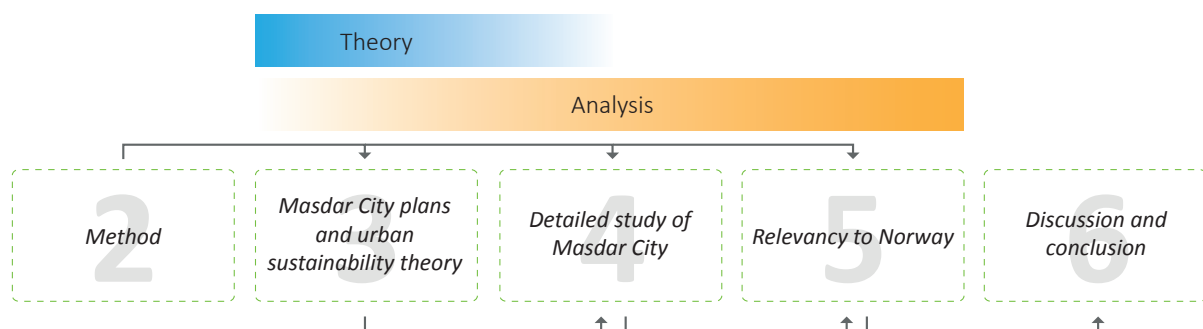 Theory
Analysis
2
Method
3
Masdar City plans
and urban
sustainability theory
4
Detailed study of
Masdar City
5
Relevancy to Norway
6
Discussion and
conclusion